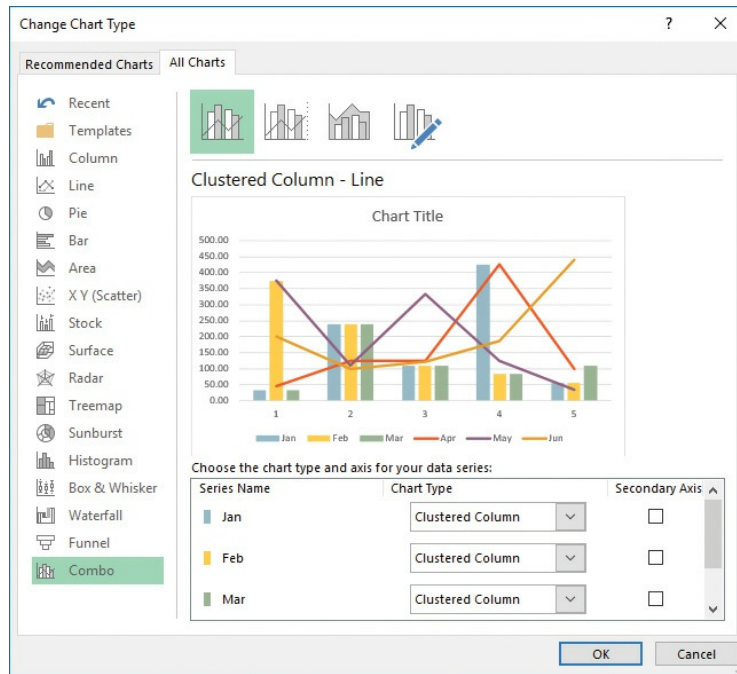 Change Chart Type
?
Recommended Charts
All Charts
Recent
Templates
Column
Line
Pie
Bar
Area
X Y (Scatter)
Stock
Surface
Radar
Treemap
Sunburst
Histogram
Box & Whisker
Waterfall
Funnel
Combo
Clustered Column - Line
Chart Title
500.00
450.00
400.00
350.00
300.00
250.00
200.00
150.00
100.00
50.00
0.00
1 2 3 4 5
Jan Feb Mar Apr May Jun
Choose the chart type and axis for your data series:
Series Name Chart Type Secondary Axis
Jan Clustered Column
Feb Clustered Column
Mar Clustered Column
OK Cancel